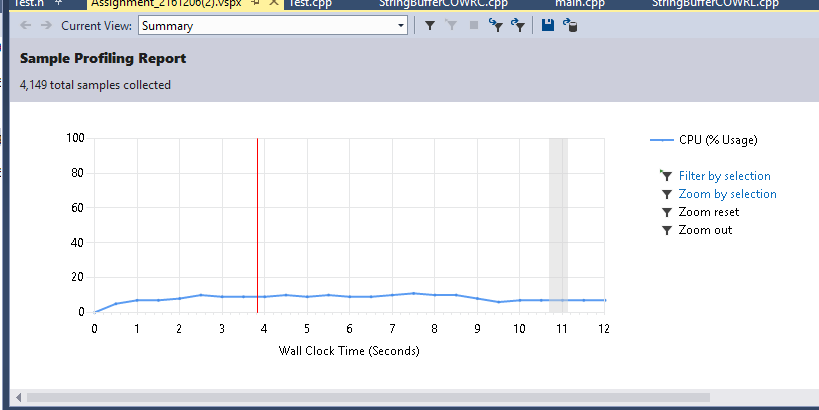 Test.h Assignment_2161206(2).vspx Test.cpp StringBufferCOWRC.cpp main.cpp StringBufferCOWRL.cpp
Current View: Summary
Sample Profiling Report
4,149 total samples collected
100
80
60
40
20
0
0 1 2 3 4 5 6 7 8 9 10 11 12
Wall Clock Time (Seconds)
CPU (% Usage)
Filter by selection
Zoom by selection
Zoom reset
Zoom out